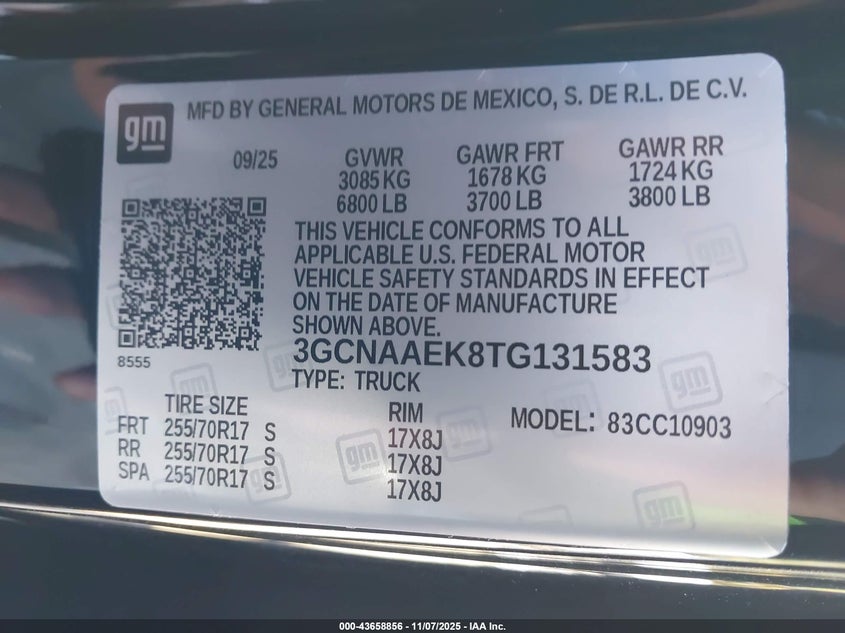 gm
MFD BY GENERAL MOTORS DE MEXICO, S. DE R.L. DE C.V.
09/25 GVWR GAWR FRT GAWR RR
3085 KG 1678 KG 1724 KG
6800 LB 3700 LB 3800 LB
THIS VEHICLE CONFORMS TO ALL
APPLICABLE U.S. FEDERAL MOTOR
VEHICLE SAFETY STANDARDS IN EFFECT
ON THE DATE OF MANUFACTURE
SHOWN ABOVE.
8555
3GCNAAEK8TG131583
TYPE: TRUCK
TIRE SIZE RIM MODEL: 83CC10903
FRT 255/70R17 S 17X8J
RR 255/70R17 S 17X8J
SPA 255/70R17 S 17X8J
000-43658856 - 11/07/2025 - IAA Inc.